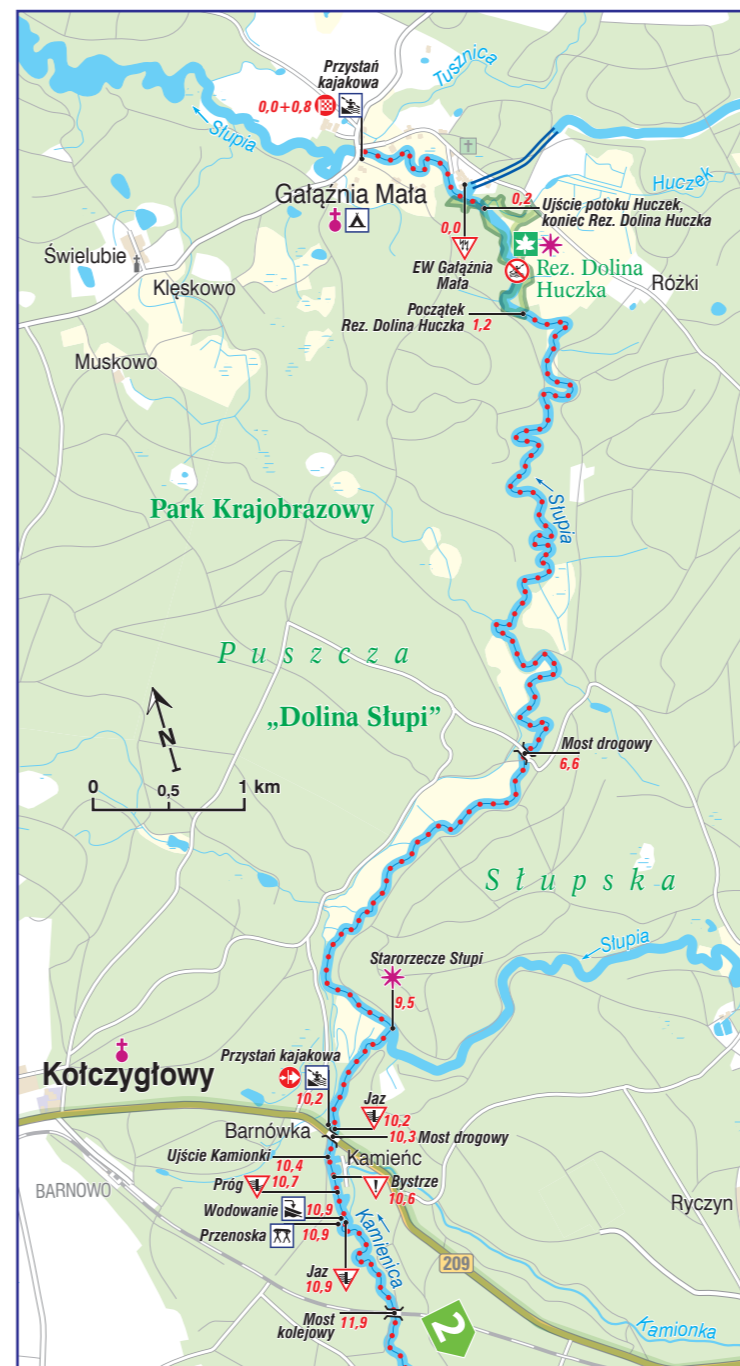 Przystań
kajakowa
0,0+0,8
Tusznica
Słupia
Gałąźnia Mała
Huczek
0,2
Ujście potoku Huczek,
koniec Rez. Dolina Huczka
0,0
EW Gałąźnia
Mała
Rez. Dolina
Huczka
Różki
Świelubie
Klęskowo
Początek
Rez. Dolina Huczka 1,2
Muskowo
Słupia
Park Krajobrazowy
Puszcza
„Dolina Słupi”
N
0 0,5 1 km
Most drogowy
6,6
Słupska
Słupia
Starorzecze Słupi
9,5
Kołczygłowy
Przystań kajakowa
10,2
Jaz
10,2
10,3 Most drogowy
Barnówka
Kamieńc
Ujście Kamionki 10,4
Próg 10,7
Bystrze
10,6
BARNOWO
Wodowanie 10,9
Przenoska 10,9
Kamienica
Ryczyn
Jaz
10,9
209
Most 11,9
kolejowy
2
Kamionka